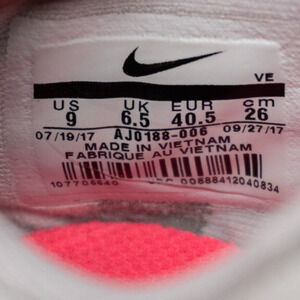 VE
US UK EUR cm
9 6.5 40.5 26
07/19/17 AJ0188-006 09/27/17
MADE IN VIETNAM
FABRIQUE AU VIETNAM
00888412040834